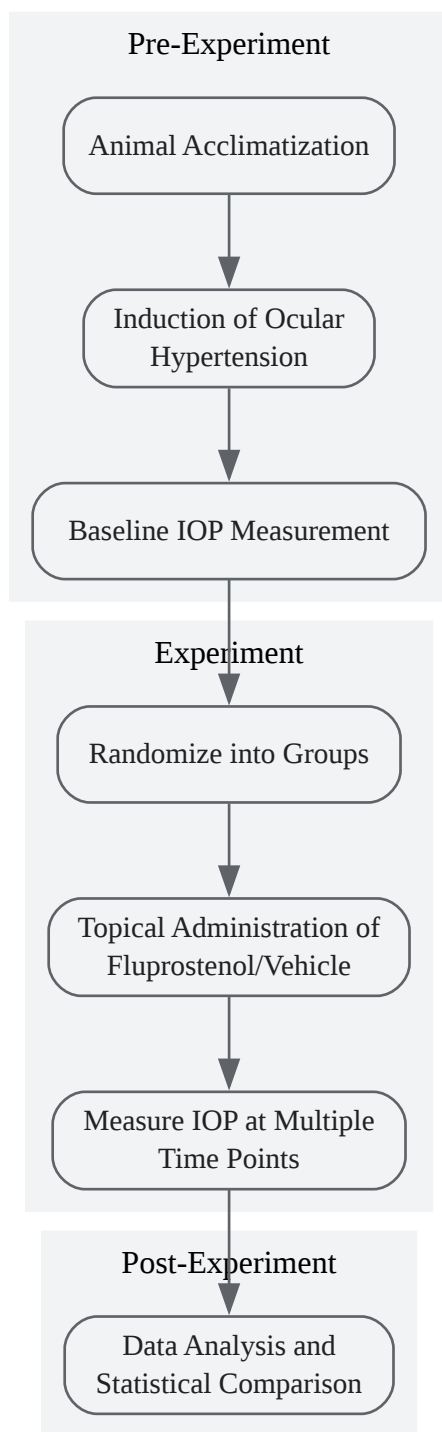 Pre-Experiment
Animal Acclimatization
Induction of Ocular
Hypertension
Baseline IOP Measurement
Experiment
Randomize into Groups
Topical Administration of
Fluprostenol/Vehicle
Measure IOP at Multiple
Time Points
Post-Experiment
Data Analysis and
Statistical Comparison